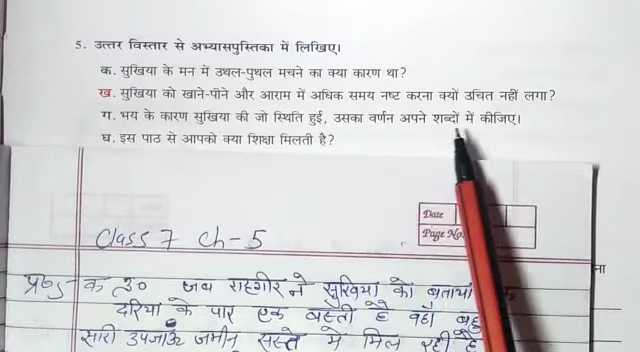 5. उत्तर विस्तार से अभ्यासपुस्तिका में लिखिए।
क. सुखिया के मन में उथल-पुथल मचने का क्या कारण था?
ख. सुखिया को खाने-पीने और आराम में अधिक समय नष्ट करना क्यों उचित नहीं लगा?
ग. भय के कारण सुखिया की जो स्थिति हुई, उसका वर्णन अपने शब्दों में कीजिए।
घ. इस पाठ से आपको क्या शिक्षा मिलती है?
Date
Class 7 Ch-5
Page No.
प्र०5 क उ० जब राहगीर ने सुखिया को बताया
दरिया के पार एक बस्ती है वहाँ
सारी उपजाऊ जमीन सस्ते में मिल रही है